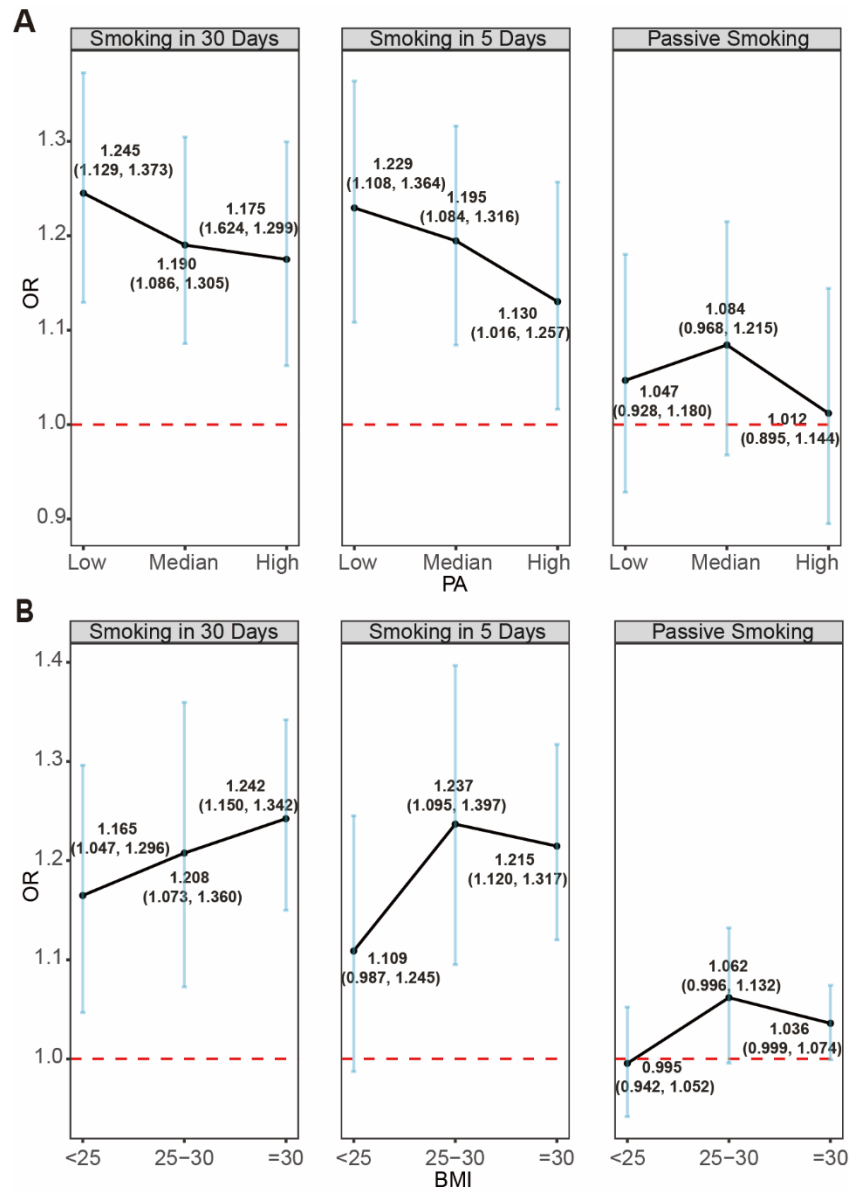 A
Smoking in 30 Days
Smoking in 5 Days
Passive Smoking
OR
1.3
1.2
1.1
1.0
0.9
1.245
(1.129, 1.373)
1.190
(1.086, 1.305)
1.175
(1.624, 1.299)
1.229
(1.108, 1.364)
1.195
(1.084, 1.316)
1.130
(1.016, 1.257)
1.047
(0.928, 1.180)
1.084
(0.968, 1.215)
1.012
(0.895, 1.144)
Low Median High
Low Median High
Low Median High
PA
B
Smoking in 30 Days
Smoking in 5 Days
Passive Smoking
OR
1.4
1.3
1.2
1.1
1.0
1.165
(1.047, 1.296)
1.208
(1.073, 1.360)
1.242
(1.150, 1.342)
1.109
(0.987, 1.245)
1.237
(1.095, 1.397)
1.215
(1.120, 1.317)
0.995
(0.942, 1.052)
1.062
(0.996, 1.132)
1.036
(0.999, 1.074)
<25 25−30 =30
<25 25−30 =30
<25 25−30 =30
BMI